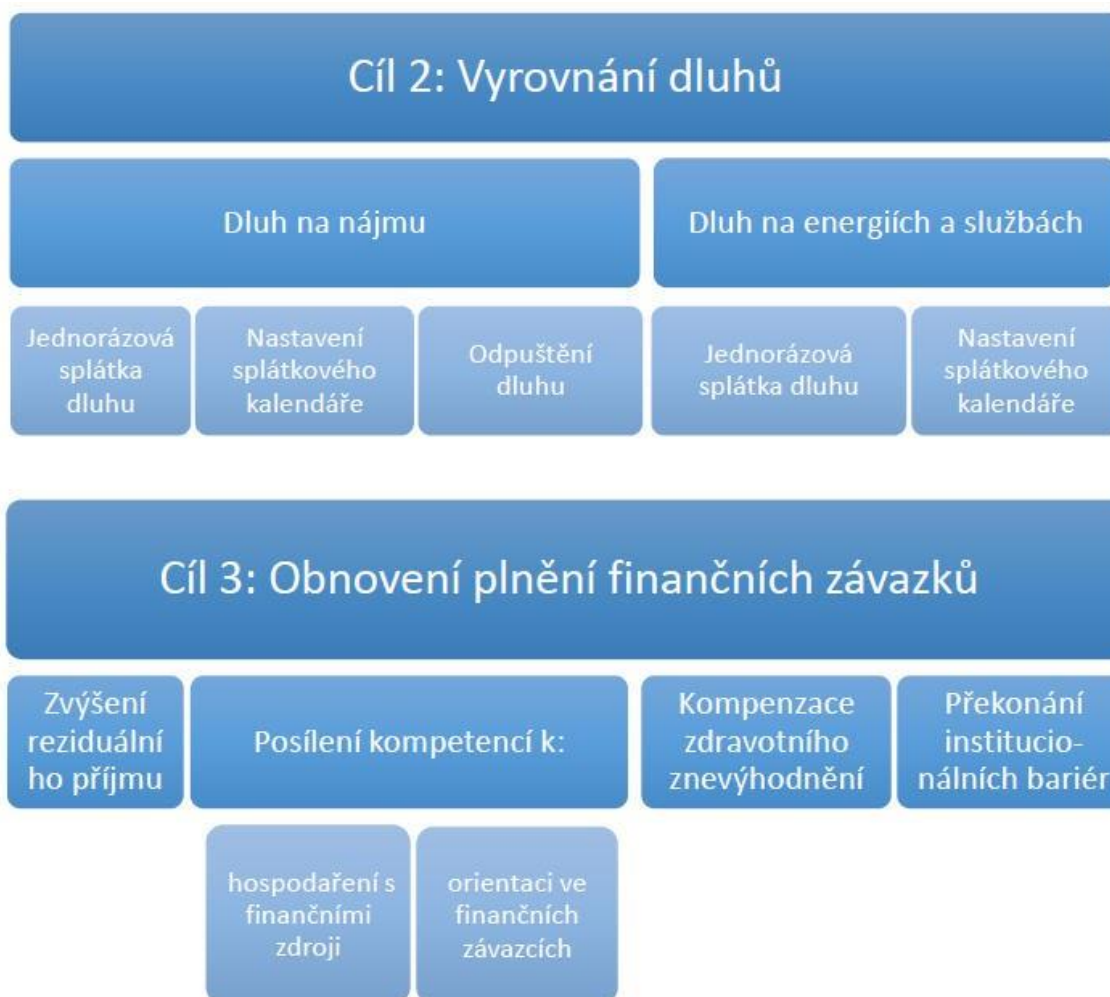 Cíl 2: Vyrovnání dluhů
Dluh na nájmu
Dluh na energiích a službách
Jednorázová
splátka
dluhu
Nastavení
splátkového
kalendáře
Odpuštění
dluhu
Jednorázová
splátka dluhu
Nastavení
splátkového
kalendáře
Cíl 3: Obnovení plnění finančních závazků
Zvýšení
reziduální
ho příjmu
Posílení kompetencí k:
Kompenzace
zdravotního
znevýhodnění
Překonání
institucio-
nálních bariér
hospodaření s
finančními
zdroji
orientaci ve
finančních
závazcích